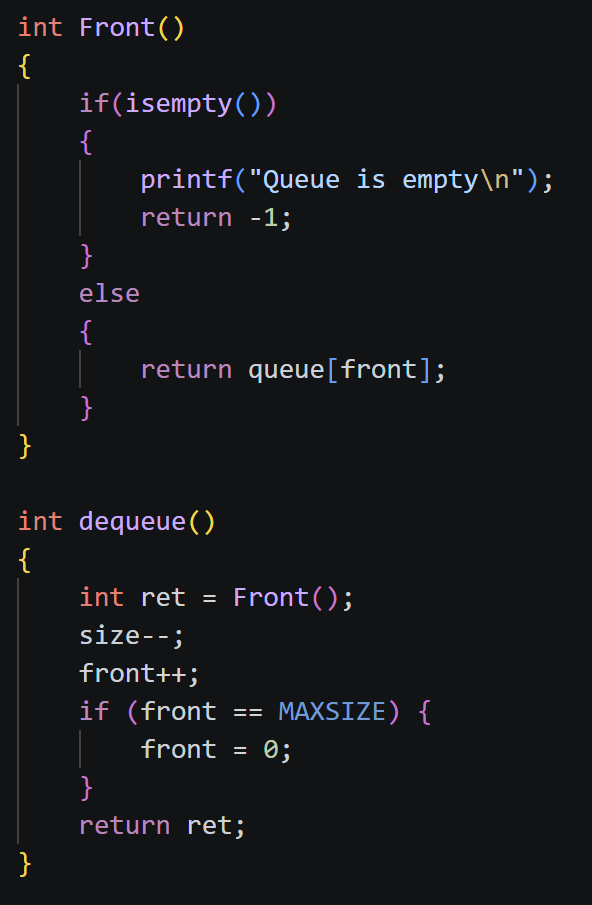 int Front()
{
    if(isempty())
    {
        printf("Queue is empty\n");
        return -1;
    }
    else
    {
        return queue[front];
    }
}

int dequeue()
{
    int ret = Front();
    size--;
    front++;
    if (front == MAXSIZE) {
        front = 0;
    }
    return ret;
}